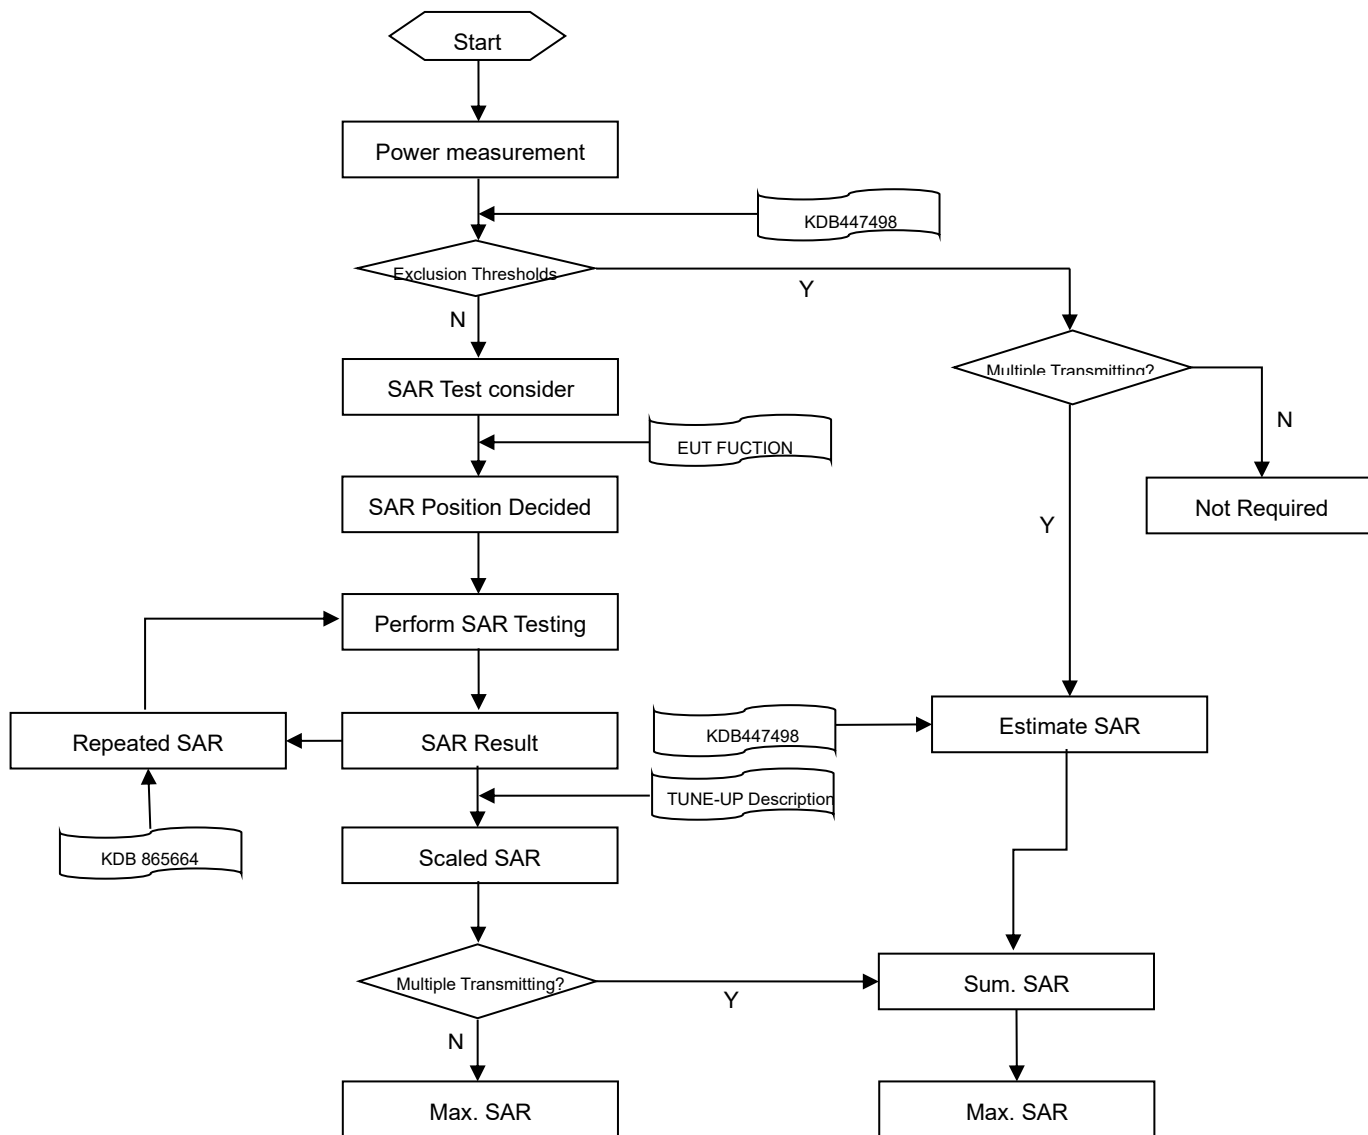 Start
Power measurement
KDB447498
Exclusion Thresholds
Y
N
Multiple Transmitting?
SAR Test consider
N
EUT FUCTION
SAR Position Decided
Not Required
Y
Perform SAR Testing
Repeated SAR
SAR Result
KDB447498
Estimate SAR
TUNE-UP Description
KDB 865664
Scaled SAR
Multiple Transmitting?
Y
Sum. SAR
N
Max. SAR
Max. SAR